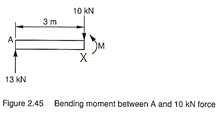 10 kN
3 m
A
M
X
13 kN
Figure 2.45 Bending moment between A and 10 kN force